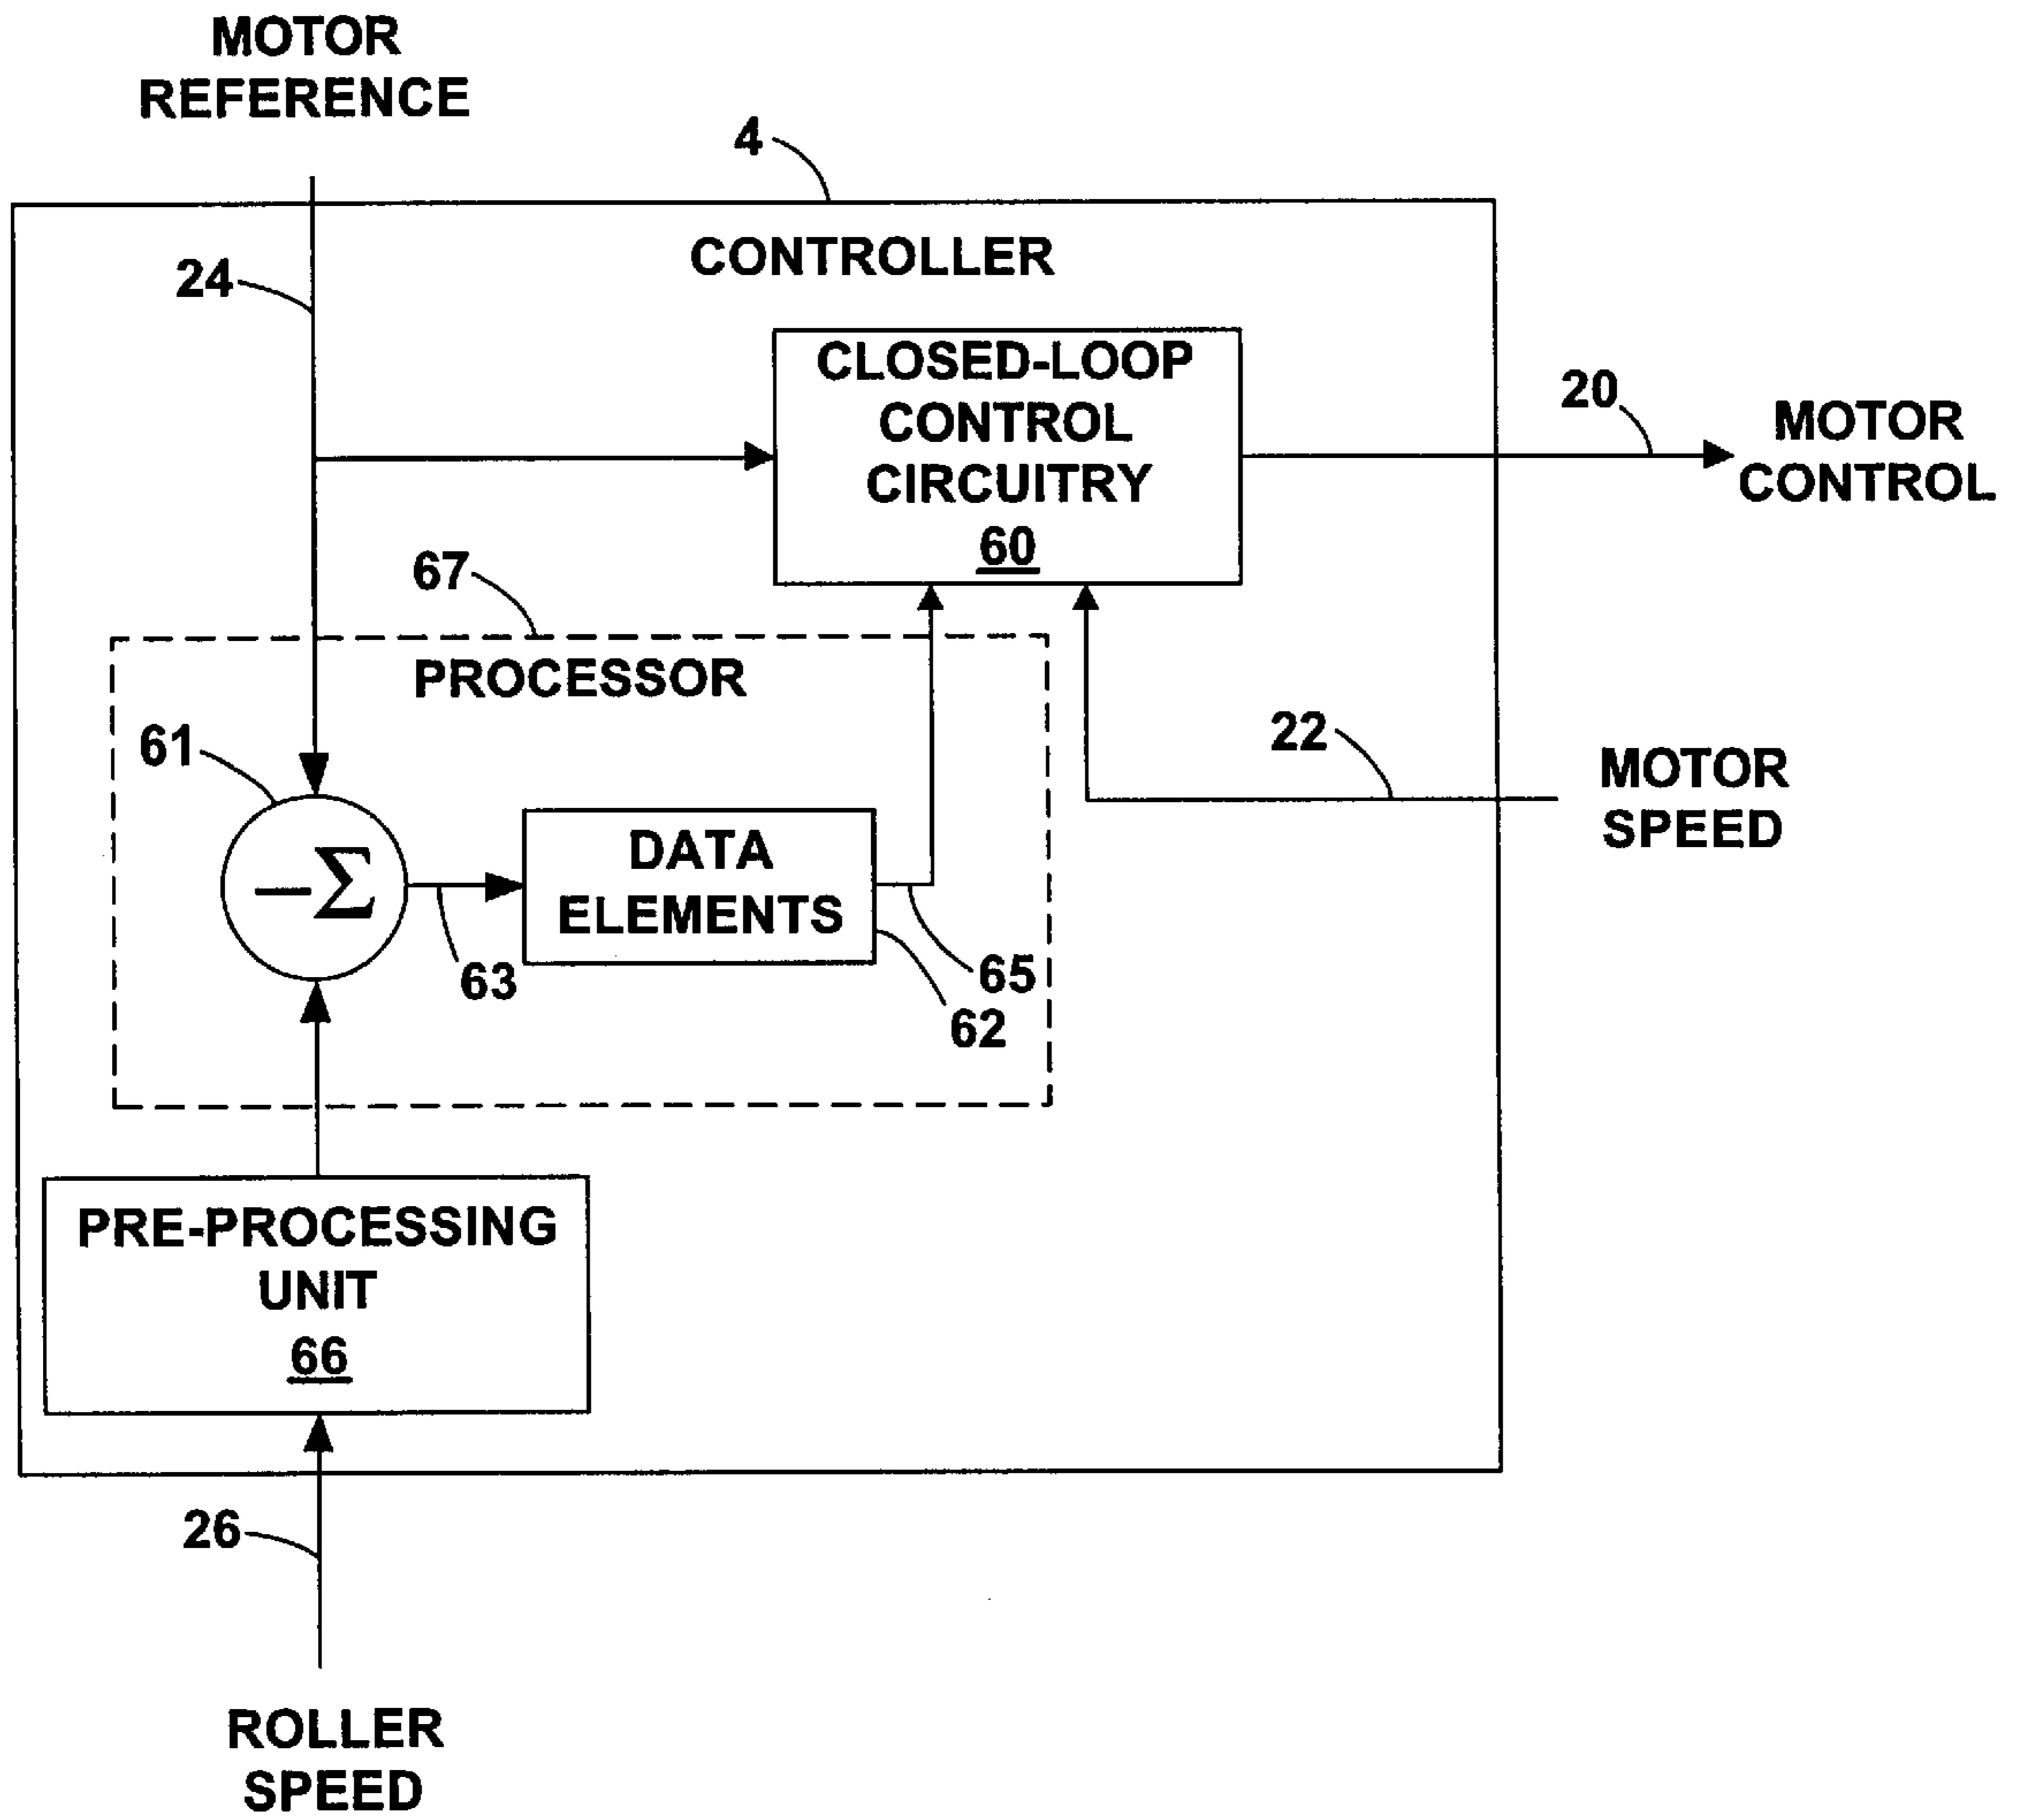 MOTOR
REFERENCE
4
CONTROLLER
24
CLOSED-LOOP
CONTROL
CIRCUITRY
60
20
MOTOR
CONTROL
67
PROCESSOR
61
22
MOTOR
SPEED
–Σ
DATA
ELEMENTS
63
65
62
PRE-PROCESSING
UNIT
66
26
ROLLER
SPEED